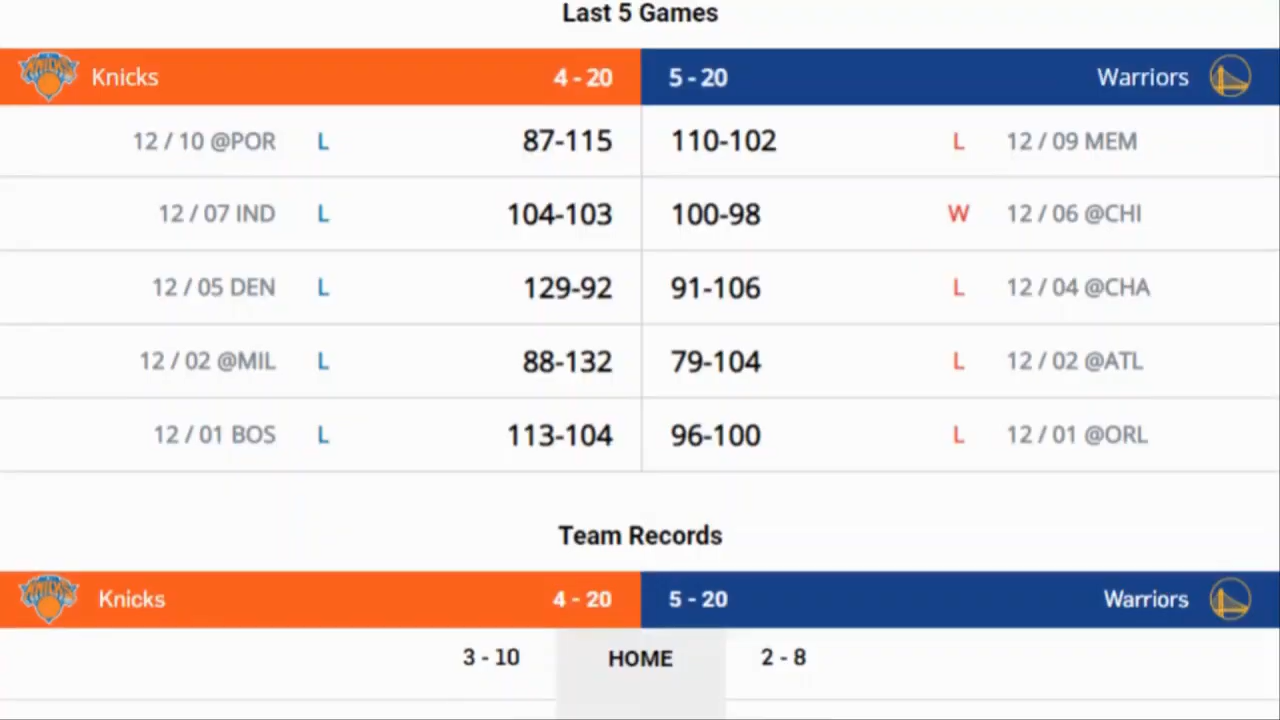 Last 5 Games
Knicks 4 - 20 5 - 20 Warriors
12 / 10 @POR L 87-115 110-102 L 12 / 09 MEM
12 / 07 IND L 104-103 100-98 W 12 / 06 @CHI
12 / 05 DEN L 129-92 91-106 L 12 / 04 @CHA
12 / 02 @MIL L 88-132 79-104 L 12 / 02 @ATL
12 / 01 BOS L 113-104 96-100 L 12 / 01 @ORL
Team Records
Knicks 4 - 20 5 - 20 Warriors
3 - 10 HOME 2 - 8